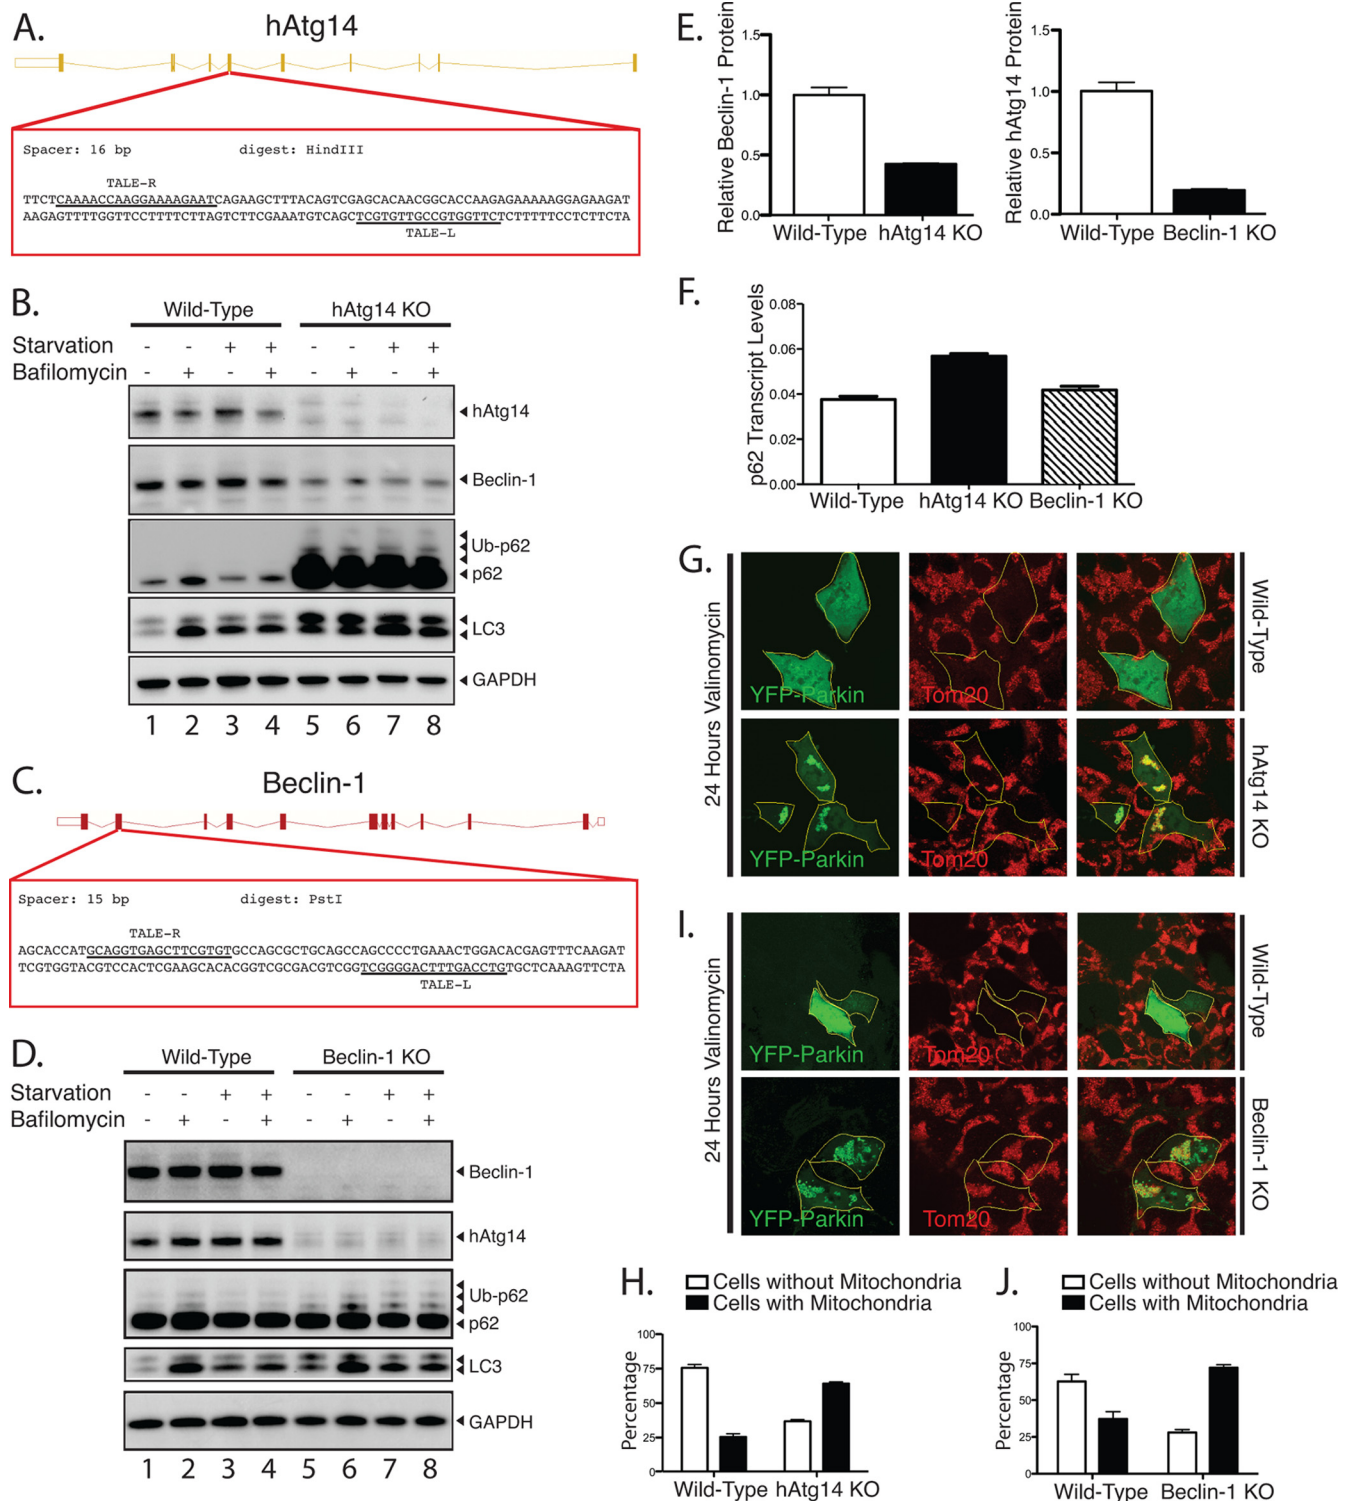 A.
hAtg14
Spacer: 16 bp digest: HindIII
TALE-R
TTCTCAAAACCAAGGAAAAGAATCAGAAGCTTTACAGTCGAGCACAACGGCACCAAGAGAAAAAGGAGAAGAT
AAGAGTTTTGGTTCCTTTTCTTAGTCTTCGAAATGTCAGCTCGTGTTGCCGTGGTTCTCTTTTTCCTCTTCTA
TALE-L
B.
Wild-Type hAtg14 KO
Starvation - - + + - - + +
Bafilomycin - + - + - + - +
hAtg14
Beclin-1
Ub-p62
p62
LC3
GAPDH
1 2 3 4 5 6 7 8
C.
Beclin-1
Spacer: 15 bp digest: PstI
TALE-R
AGCACCATGCAGGTGAGCTTCGTGTGCCAGCGCTGCAGCCAGCCCCTGAAACTGGACACGAGTTTCAAGAT
TCGTGGTACGTCCACTCGAAGCACACGGTCGCGACGTCGGTCGGGGACTTTGACCTGTGCTCAAAGTTCTA
TALE-L
D.
Wild-Type Beclin-1 KO
Starvation - - + + - - + +
Bafilomycin - + - + - + - +
Beclin-1
hAtg14
Ub-p62
p62
LC3
GAPDH
1 2 3 4 5 6 7 8
E.
Relative Beclin-1 Protein
1.5
1.0
0.5
0.0
Wild-Type hAtg14 KO
Relative hAtg14 Protein
1.5
1.0
0.5
0.0
Wild-Type Beclin-1 KO
F.
p62 Transcript Levels
0.08
0.06
0.04
0.02
0.00
Wild-Type hAtg14 KO Beclin-1 KO
G.
24 Hours Valinomycin
YFP-Parkin Tom20
Wild-Type
YFP-Parkin Tom20
hAtg14 KO
I.
24 Hours Valinomycin
YFP-Parkin Tom20
Wild-Type
YFP-Parkin Tom20
Beclin-1 KO
H.
Cells without Mitochondria
Cells with Mitochondria
Percentage
100
75
50
25
0
Wild-Type hAtg14 KO
J.
Cells without Mitochondria
Cells with Mitochondria
Percentage
100
75
50
25
0
Wild-Type Beclin-1 KO